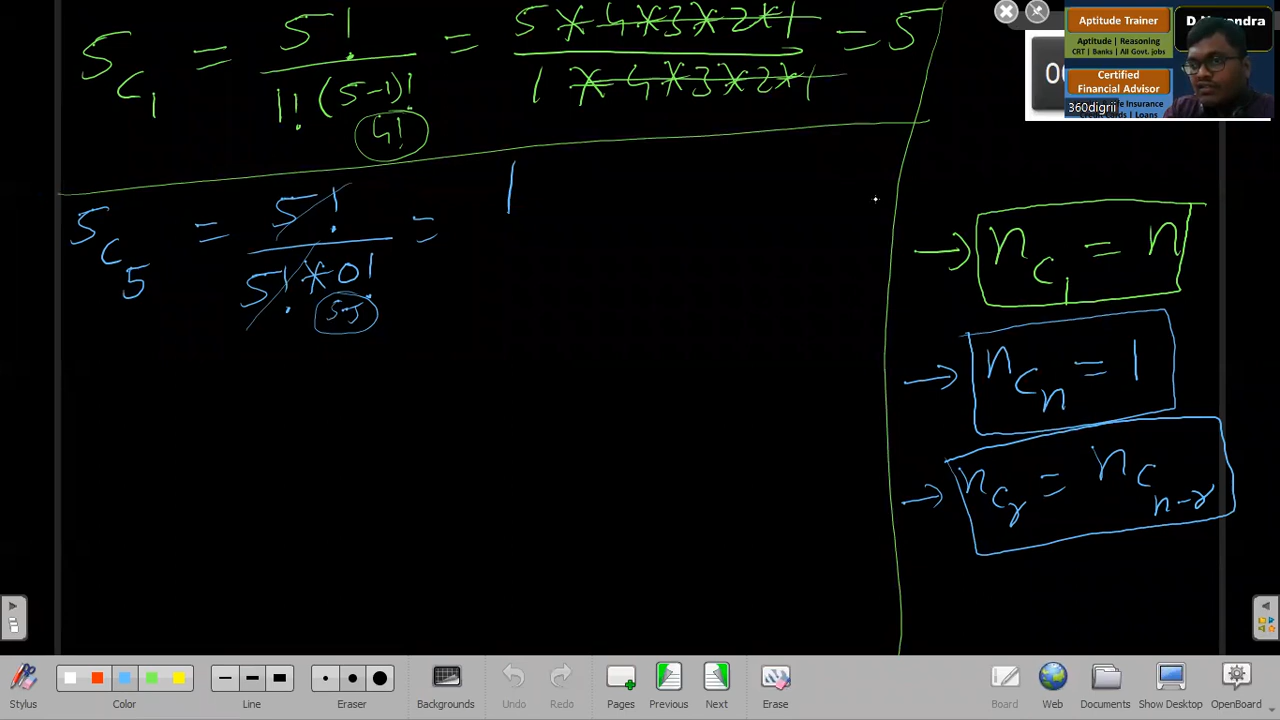 5C1 = 5! / 1!(5-1)! = 5*4*3*2*1 / 1*4*3*2*1 = 5
4!
5C5 = 5! / 5!*0! = 1
5-5
→ nC1 = n
→ nCn = 1
→ nCr = nCn-r
Aptitude Trainer
Aptitude | Reasoning
CRT | Banks | All Govt. jobs
Certified
Financial Advisor
360digrii
Stylus
Color
Line
Eraser
Backgrounds
Undo
Redo
Pages
Previous
Next
Erase
Board
Web
Documents
Show Desktop
OpenBoard